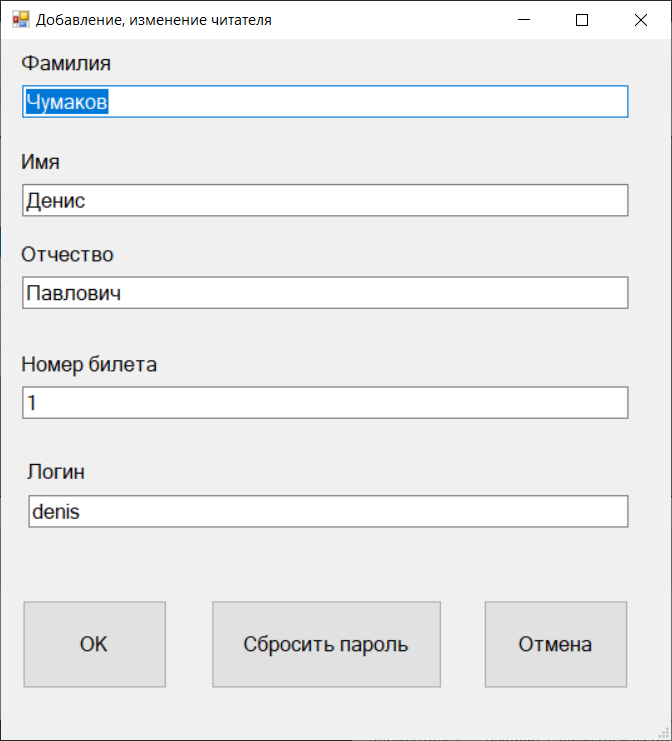 Добавление, изменение читателя
Фамилия
Чумаков
Имя
Денис
Отчество
Павлович
Номер билета
1
Логин
denis
OK Сбросить пароль Отмена